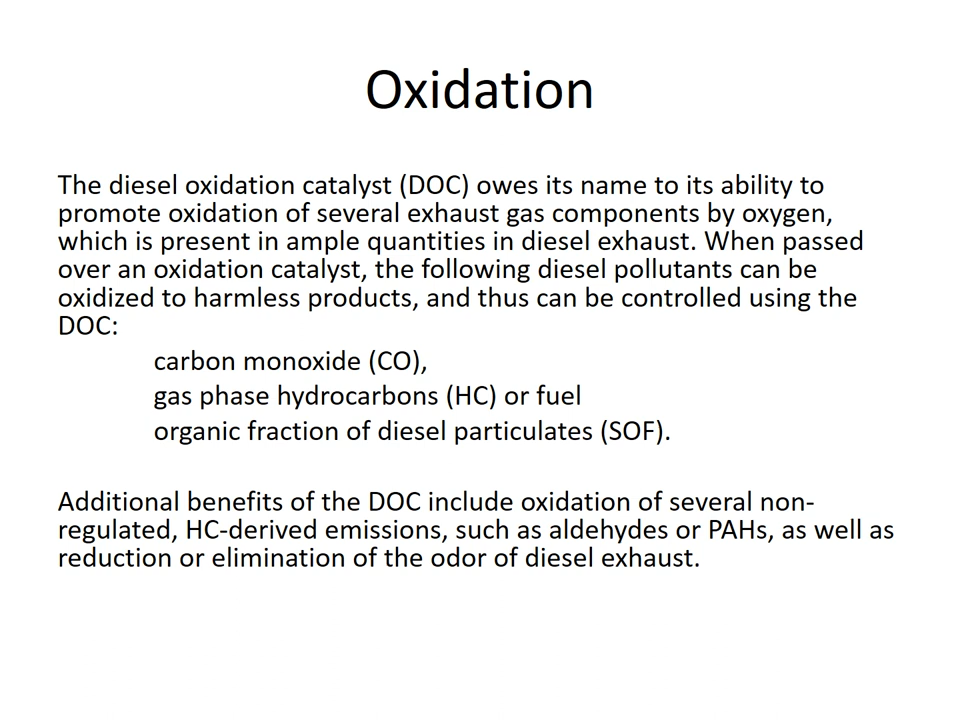 Oxidation
The diesel oxidation catalyst (DOC) owes its name to its ability to
promote oxidation of several exhaust gas components by oxygen,
which is present in ample quantities in diesel exhaust. When passed
over an oxidation catalyst, the following diesel pollutants can be
oxidized to harmless products, and thus can be controlled using the
DOC:
carbon monoxide (CO),
gas phase hydrocarbons (HC) or fuel
organic fraction of diesel particulates (SOF).
Additional benefits of the DOC include oxidation of several non-
regulated, HC-derived emissions, such as aldehydes or PAHs, as well as
reduction or elimination of the odor of diesel exhaust.